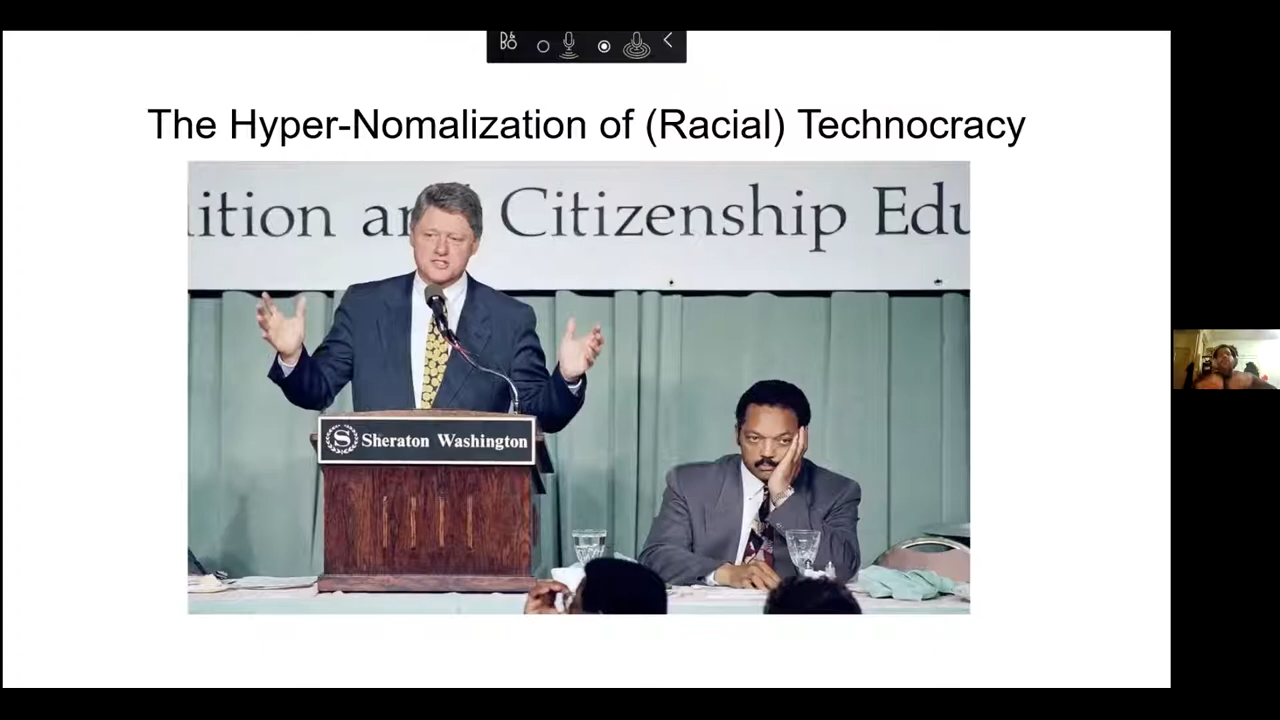 B&O
The Hyper-Nomalization of (Racial) Technocracy
ition an Citizenship Edu
S Sheraton Washington